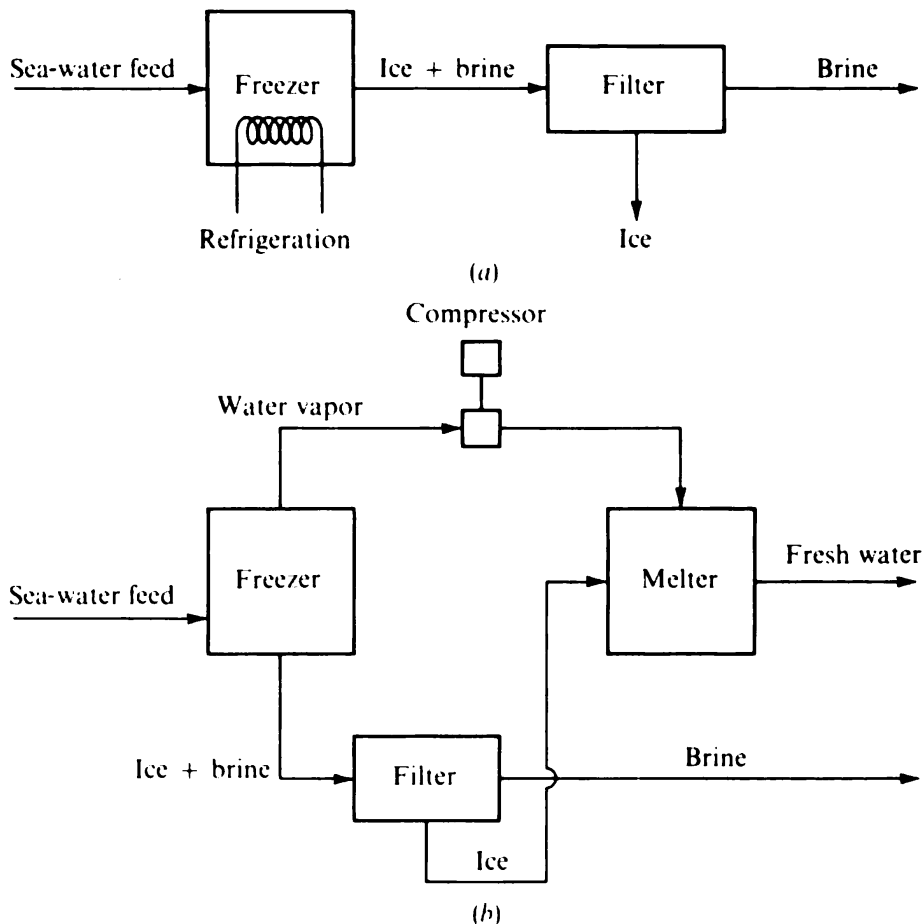 Sea-water feed
Freezer
Ice + brine
Filter
Brine
Refrigeration
Ice
(a)
Compressor
Water vapor
Freezer
Melter
Fresh water
Sea-water feed
Ice + brine
Filter
Brine
Ice
(b)